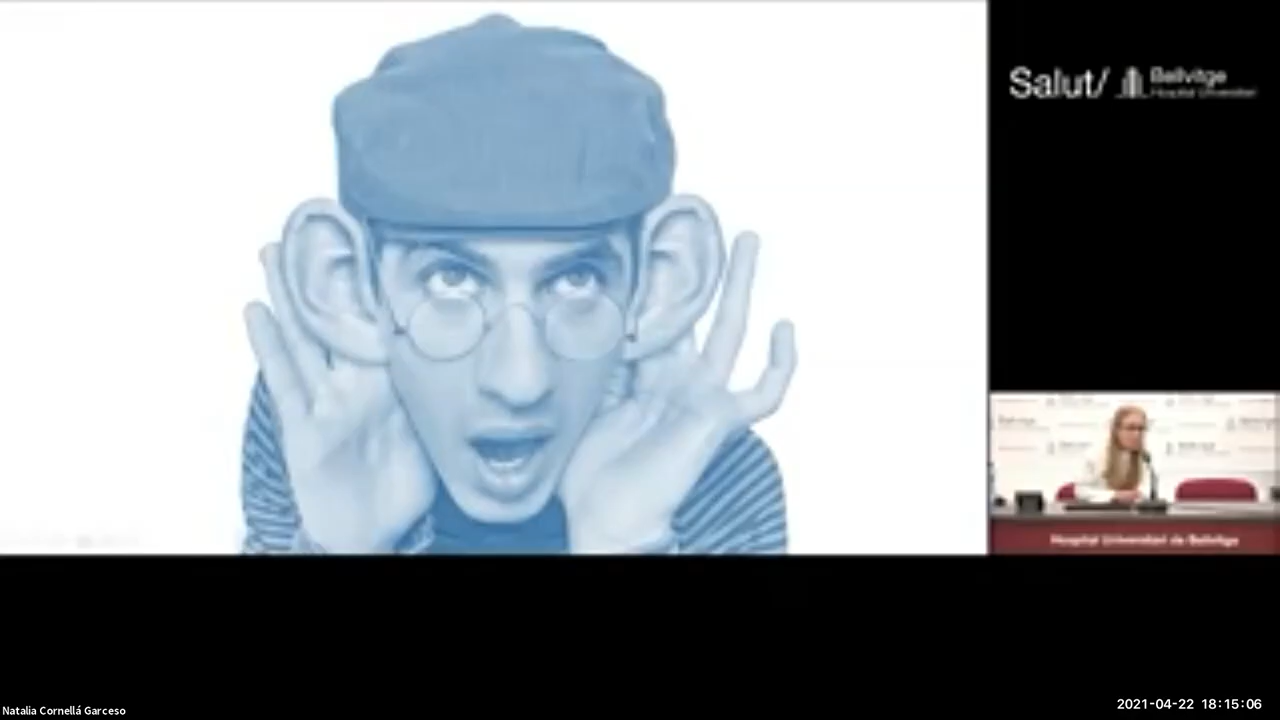 Salut/ Bellvitge
Hospital Universitari
Hospital Universitari de Bellvitge
Natalia Cornellá Garceso
2021-04-22 18:15:06